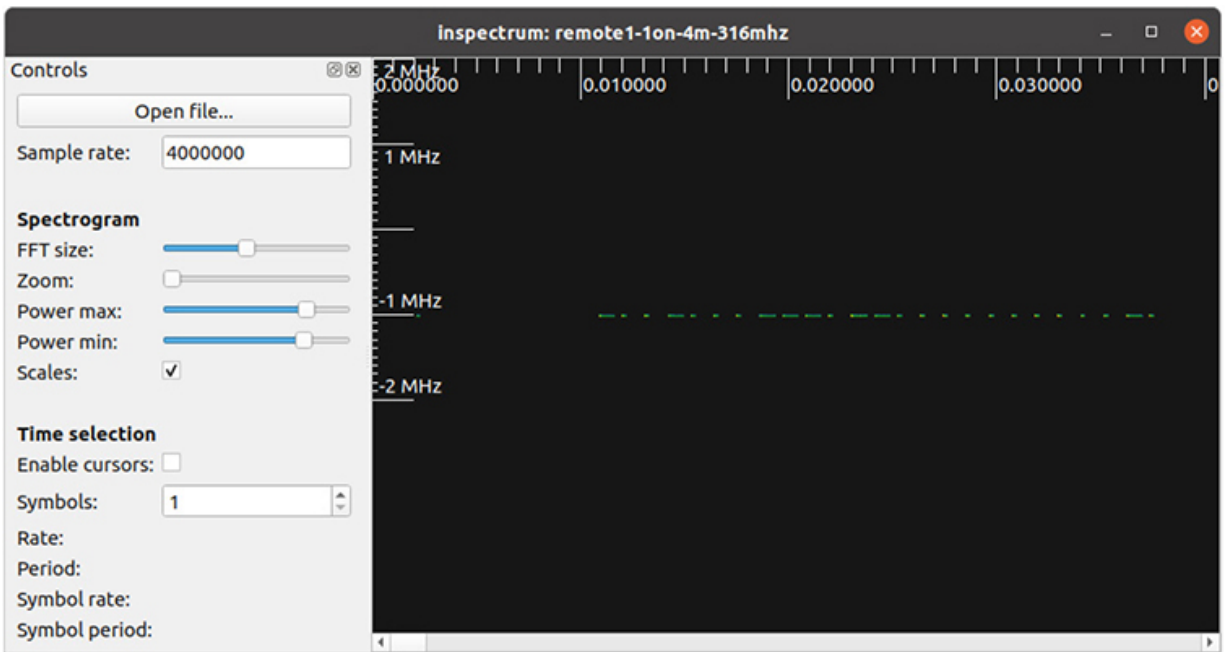 inspectrum: remote1-1on-4m-316mhz
Controls
Open file...
Sample rate: 4000000
Spectrogram
FFT size:
Zoom:
Power max:
Power min:
Scales:
Time selection
Enable cursors:
Symbols: 1
Rate:
Period:
Symbol rate:
Symbol period:
2 MHz
0.000000 0.010000 0.020000 0.030000 0
1 MHz
-1 MHz
-2 MHz